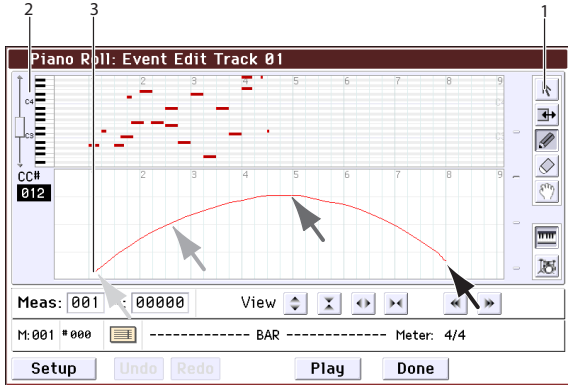 2 3 1
Piano Roll: Event Edit Track 01
2 3 4 5 6 7 8 9
C4
C3
CC#
012
2 3 4 5 6 7 8 9
Meas: 001 : 00000 View
M:001 #000 BAR Meter: 4/4
Setup Undo Redo Play Done